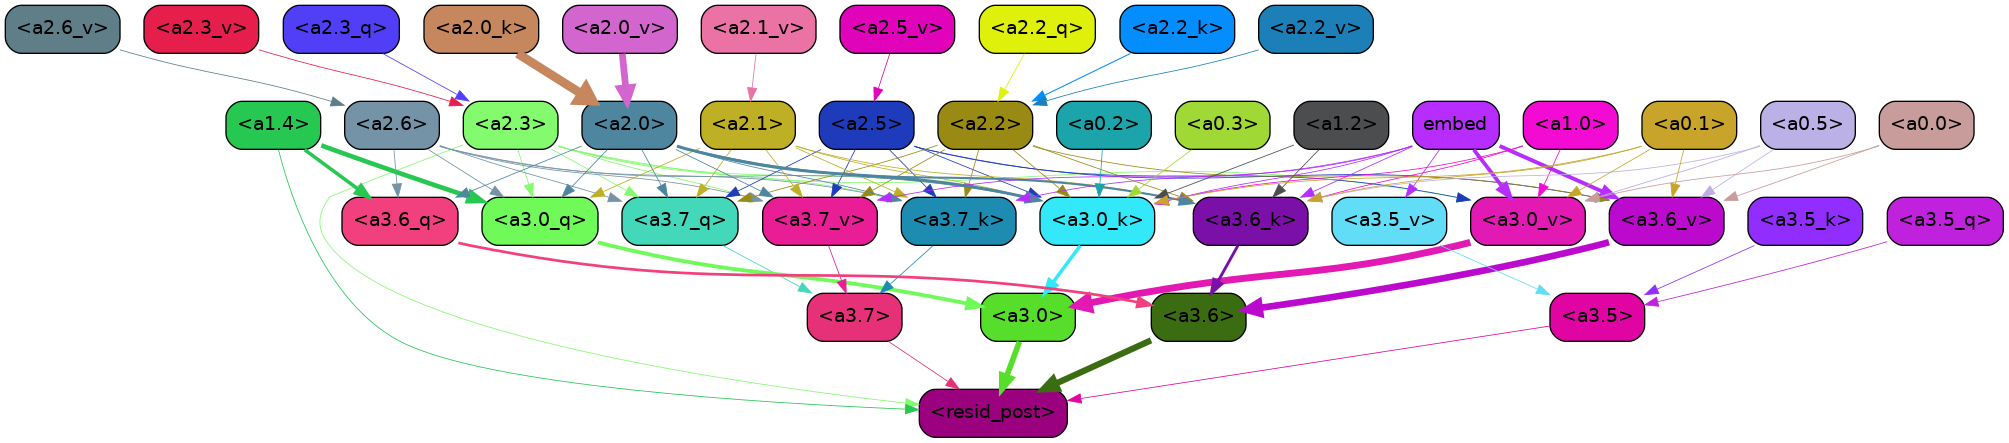 <a2.6_v> <a2.3_v> <a2.3_q> <a2.0_k> <a2.0_v> <a2.1_v> <a2.5_v> <a2.2_q> <a2.2_k> <a2.2_v>
<a1.4> <a2.6> <a2.3> <a2.0> <a2.1> <a2.5> <a2.2> <a0.2> <a0.3> <a1.2> embed <a1.0> <a0.1> <a0.5> <a0.0>
<a3.6_q> <a3.0_q> <a3.7_q> <a3.7_v> <a3.7_k> <a3.0_k> <a3.6_k> <a3.5_v> <a3.0_v> <a3.6_v> <a3.5_k> <a3.5_q>
<a3.7> <a3.0> <a3.6> <a3.5>
<resid_post>